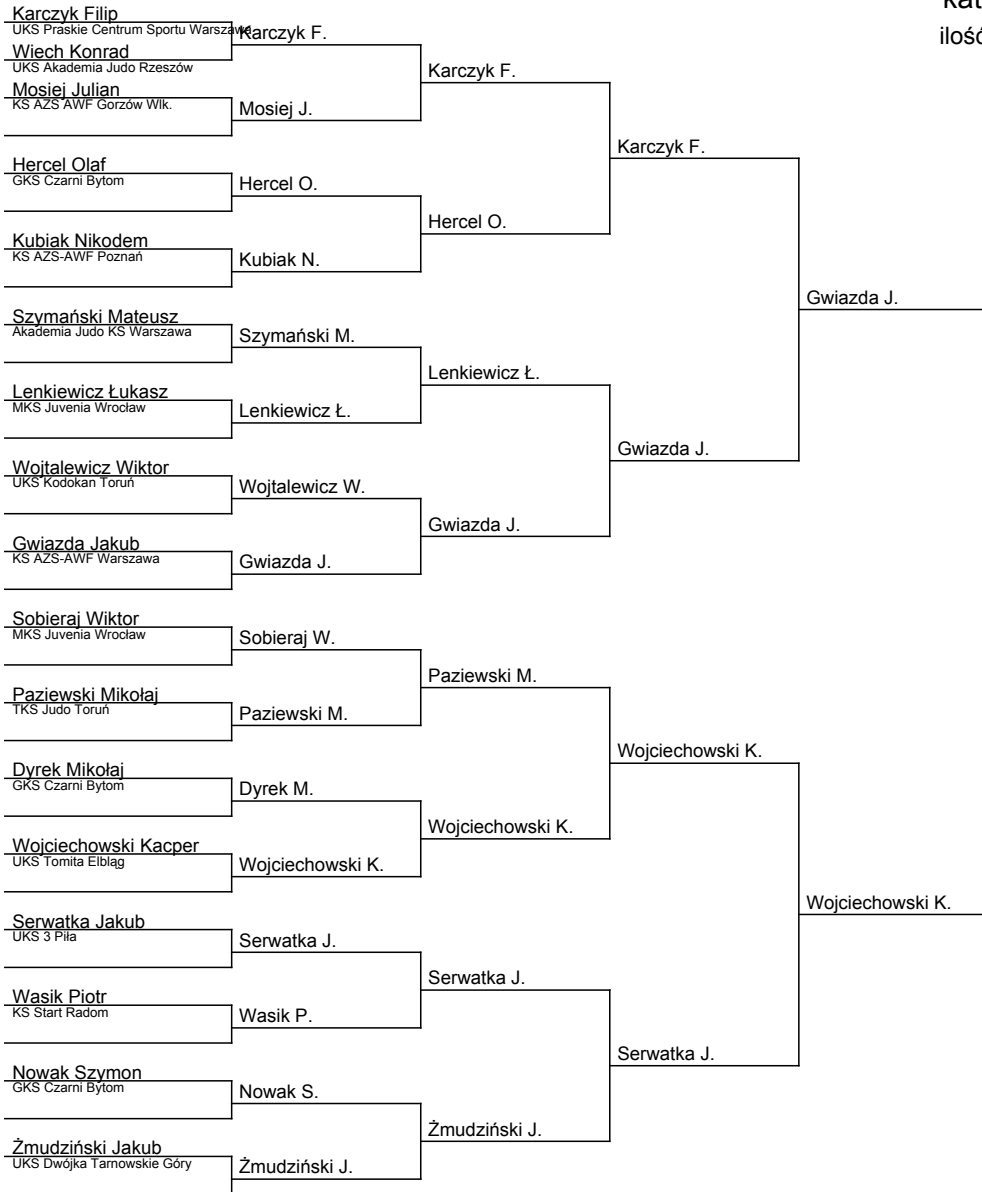 Karczyk Filip
UKS Praskie Centrum Sportu Warszawa
Karczyk F.
Wiech Konrad
UKS Akademia Judo Rzeszów
Karczyk F.
Mosiej Julian
KS AZS AWF Gorzów Wlk.
Mosiej J.
Karczyk F.
Hercel Olaf
GKS Czarni Bytom
Hercel O.
Hercel O.
Kubiak Nikodem
KS AZS-AWF Poznań
Kubiak N.
Gwiazda J.
Szymański Mateusz
Akademia Judo KS Warszawa
Szymański M.
Lenkiewicz Ł.
Lenkiewicz Łukasz
MKS Juvenia Wrocław
Lenkiewicz Ł.
Gwiazda J.
Wojtalewicz Wiktor
UKS Kodokan Toruń
Wojtalewicz W.
Gwiazda J.
Gwiazda Jakub
KS AZS-AWF Warszawa
Gwiazda J.
Sobieraj Wiktor
MKS Juvenia Wrocław
Sobieraj W.
Paziewski M.
Paziewski Mikołaj
TKS Judo Toruń
Paziewski M.
Wojciechowski K.
Dyrek Mikołaj
GKS Czarni Bytom
Dyrek M.
Wojciechowski K.
Wojciechowski Kacper
UKS Tomita Elbląg
Wojciechowski K.
Wojciechowski K.
Serwatka Jakub
UKS 3 Piła
Serwatka J.
Serwatka J.
Wasik Piotr
KS Start Radom
Wasik P.
Serwatka J.
Nowak Szymon
GKS Czarni Bytom
Nowak S.
Żmudziński J.
Żmudziński Jakub
UKS Dwójka Tarnowskie Góry
Żmudziński J.
kat
ilość